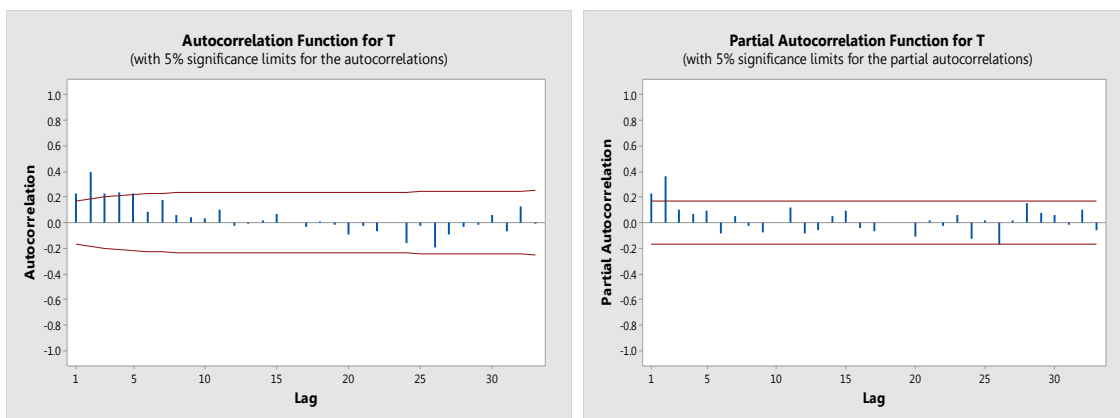 Autocorrelation Function for T
(with 5% significance limits for the autocorrelations)
Autocorrelation
1.0
0.8
0.6
0.4
0.2
0.0
-0.2
-0.4
-0.6
-0.8
-1.0
1 5 10 15 20 25 30
Lag
Partial Autocorrelation Function for T
(with 5% significance limits for the partial autocorrelations)
Partial Autocorrelation
1.0
0.8
0.6
0.4
0.2
0.0
-0.2
-0.4
-0.6
-0.8
-1.0
1 5 10 15 20 25 30
Lag